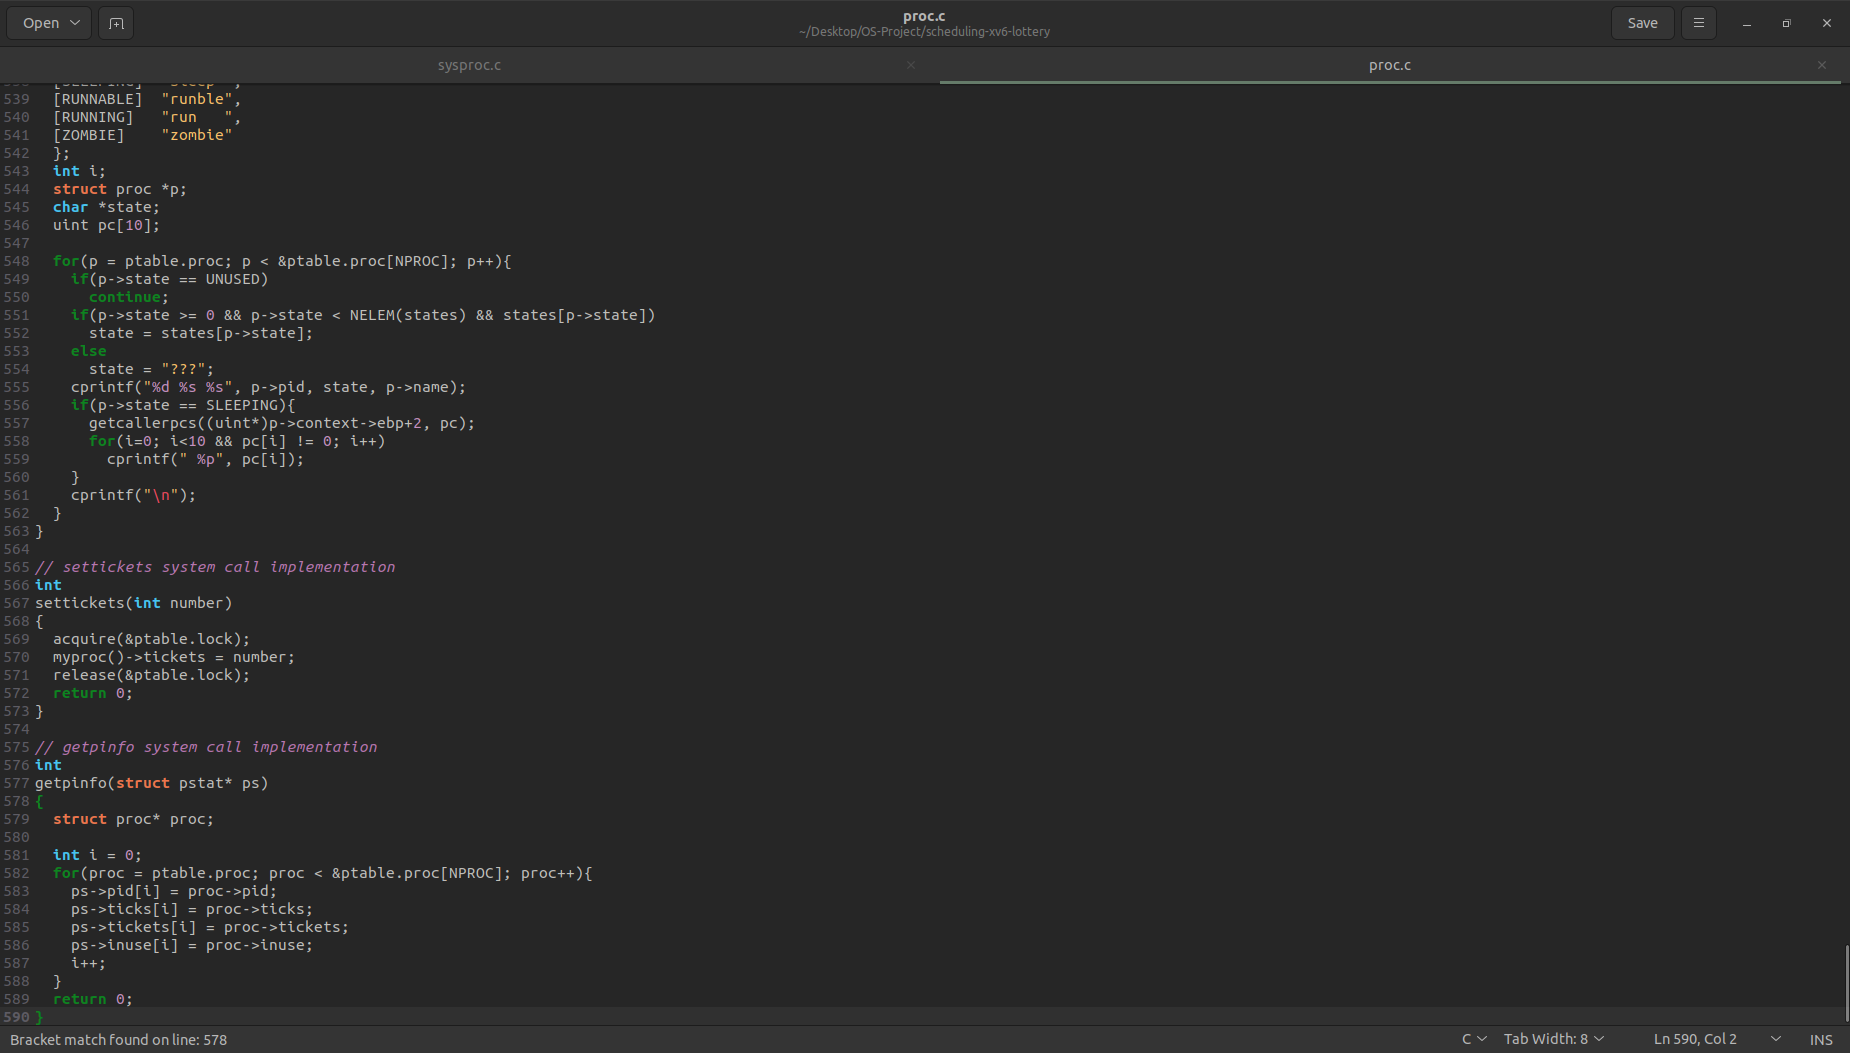 Open
proc.c
~/Desktop/OS-Project/scheduling-xv6-lottery
Save
sysproc.c
proc.c
539 [RUNNABLE]  "runble",
540 [RUNNING]   "run   ",
541 [ZOMBIE]    "zombie"
542 };
543 int i;
544 struct proc *p;
545 char *state;
546 uint pc[10];
547
548 for(p = ptable.proc; p < &ptable.proc[NPROC]; p++){
549 if(p->state == UNUSED)
550 continue;
551 if(p->state >= 0 && p->state < NELEM(states) && states[p->state])
552 state = states[p->state];
553 else
554 state = "???";
555 cprintf("%d %s %s", p->pid, state, p->name);
556 if(p->state == SLEEPING){
557 getcallerpcs((uint*)p->context->ebp+2, pc);
558 for(i=0; i<10 && pc[i] != 0; i++)
559 cprintf(" %p", pc[i]);
560 }
561 cprintf("\n");
562 }
563 }
564
565 // settickets system call implementation
566 int
567 settickets(int number)
568 {
569 acquire(&ptable.lock);
570 myproc()->tickets = number;
571 release(&ptable.lock);
572 return 0;
573 }
574
575 // getpinfo system call implementation
576 int
577 getpinfo(struct pstat* ps)
578 {
579 struct proc* proc;
580
581 int i = 0;
582 for(proc = ptable.proc; proc < &ptable.proc[NPROC]; proc++){
583 ps->pid[i] = proc->pid;
584 ps->ticks[i] = proc->ticks;
585 ps->tickets[i] = proc->tickets;
586 ps->inuse[i] = proc->inuse;
587 i++;
588 }
589 return 0;
590 }
Bracket match found on line: 578
C
Tab Width: 8
Ln 590, Col 2
INS